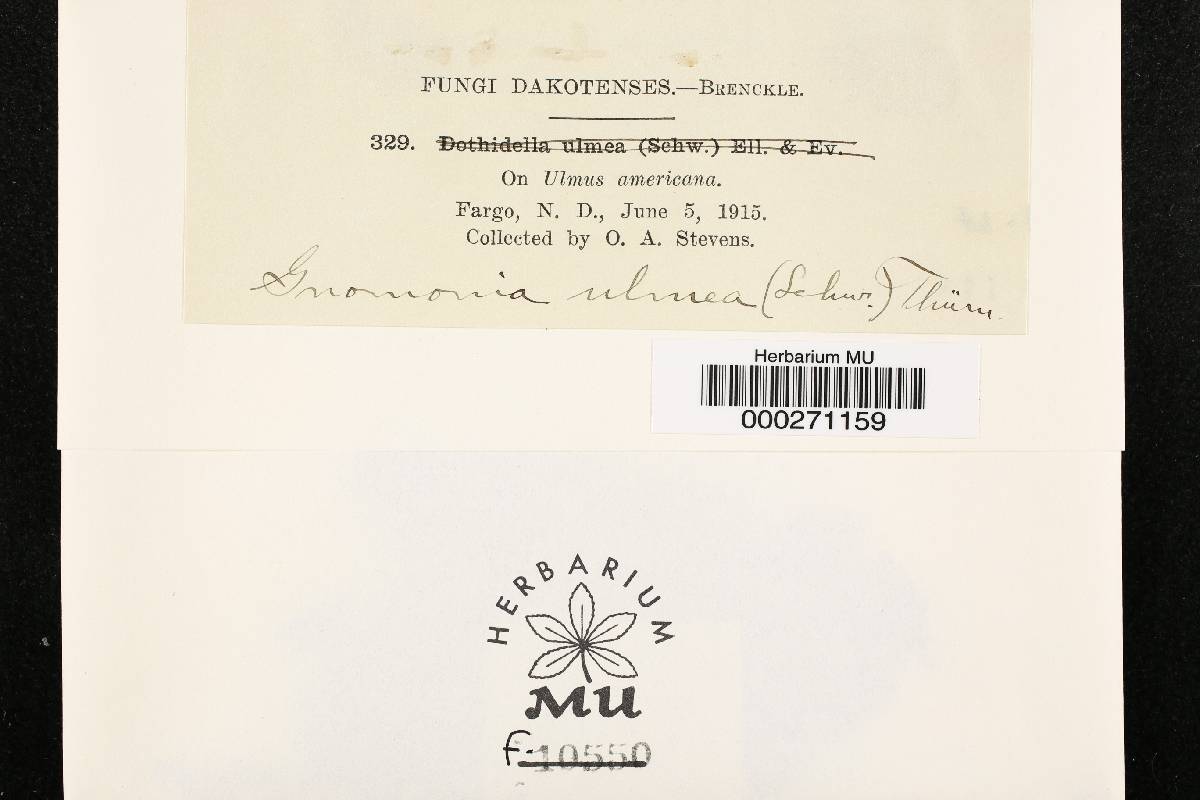 FUNGI DAKOTENSES.—BRENCKLE.
329. Dothidella ulmea (Schw.) Ell. & Ev.
On Ulmus americana.
Fargo, N. D., June 5, 1915.
Collected by O. A. Stevens.
Gnomonia ulmea (Schw.) Thüm.
Herbarium MU
000271159
HERBARIUM
MU
F-10550